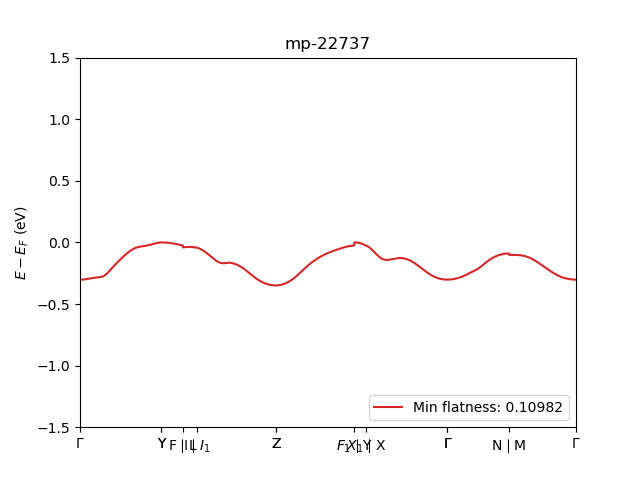 mp-22737
1.5
1.0
0.5
0.0
−0.5
−1.0
−1.5
E − E_F (eV)
Min flatness: 0.10982
Γ Y F | I L I₁ Z F₁ X₁ Y | X Γ N | M Γ